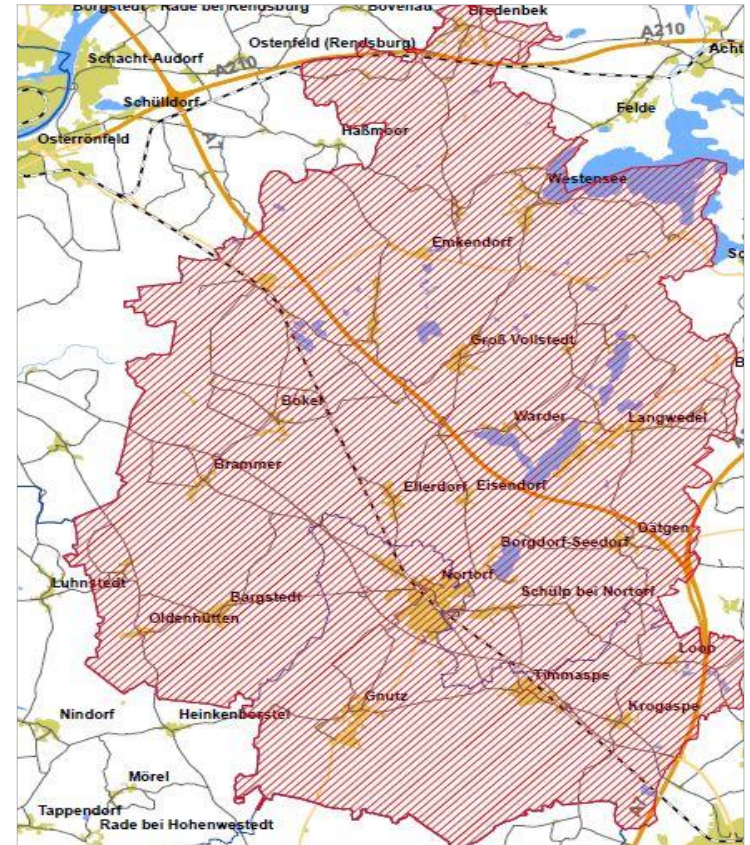 Borgstedt
Rade bei Rendsburg
Bovenau
Bredenbek
Ostenfeld (Rendsburg)
A210
Schacht-Audorf
A210
Schülldorf
Felde
Osterrönfeld
Haßmoor
A7
Westensee
Emkendorf
Groß Vollstedt
Bokel
Warder
Langwedel
Brammer
Ellerdorf
Eisendorf
Dätgen
Borgdorf-Seedorf
Nortorf
Luhnstedt
Bargstedt
Schülp bei Nortorf
Oldenhütten
Loop
Timmaspe
Gnutz
Krogaspe
Nindorf
Heinkenborstel
Mörel
A7
Tappendorf
Rade bei Hohenwestedt